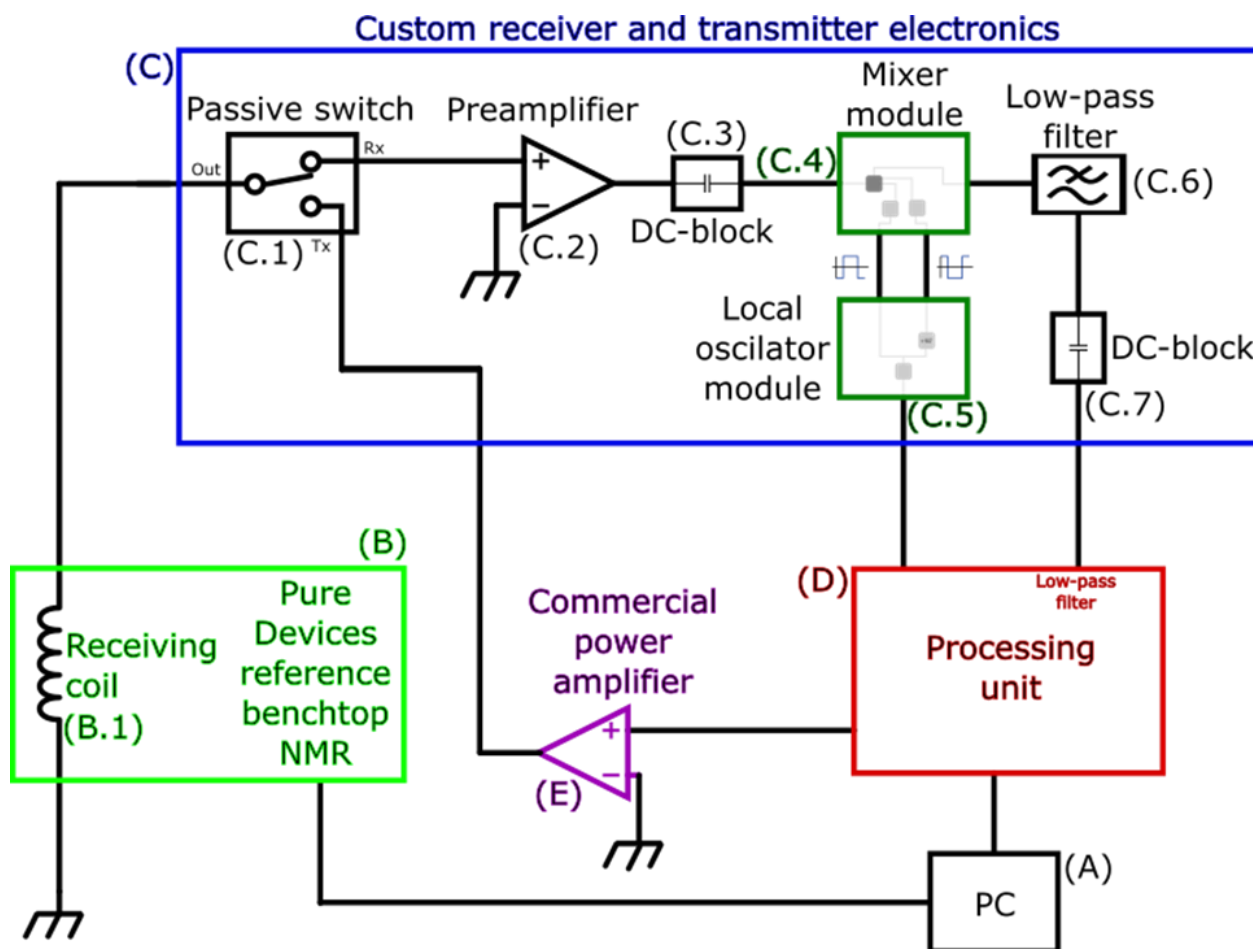 Custom receiver and transmitter electronics
(C)
Passive switch
Out
Rx
Tx
(C.1)
Preamplifier
+
−
(C.2)
(C.3)
DC-block
(C.4)
Mixer
module
Low-pass
filter
(C.6)
Local
oscilator
module
(C.5)
DC-block
(C.7)
(B)
Receiving
coil
(B.1)
Pure
Devices
reference
benchtop
NMR
Commercial
power
amplifier
+
−
(E)
(D)
Low-pass
filter
Processing
unit
(A)
PC